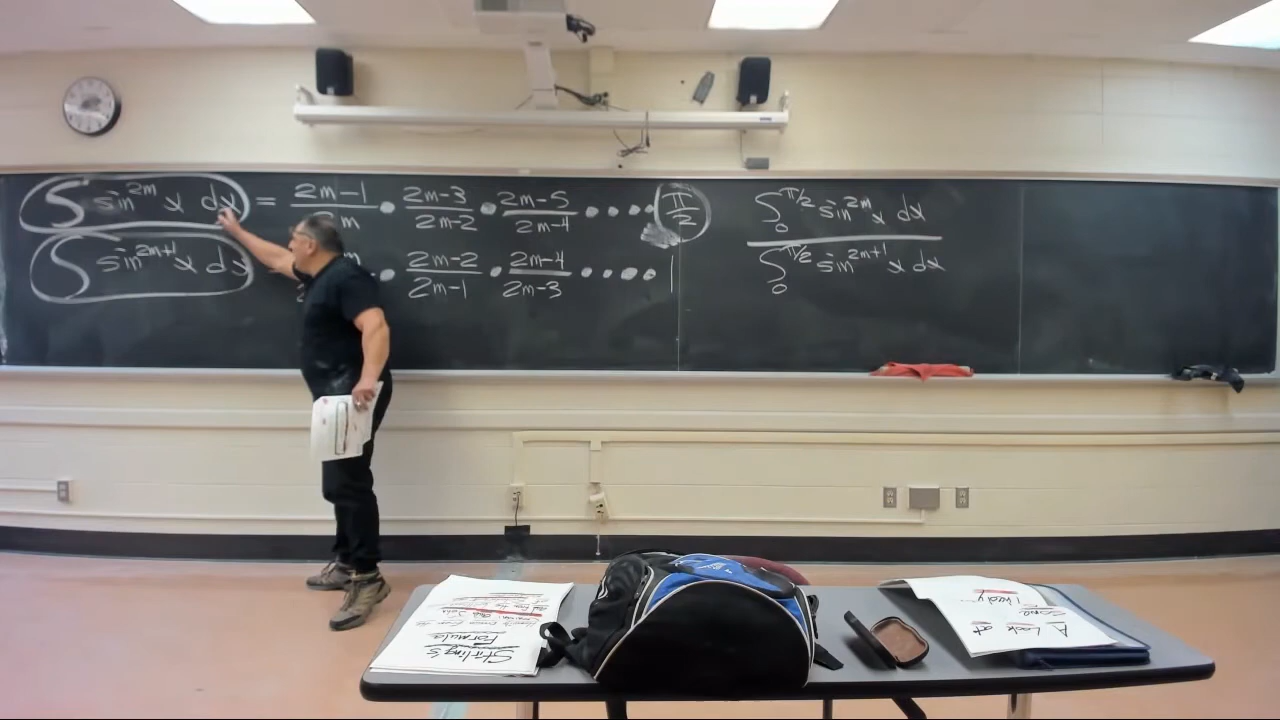 ∫ sin^2m x dx = 2m-1 / 2m · 2m-3 / 2m-2 · 2m-5 / 2m-4 · · · · π/2
∫ sin^2m+1 x dx · 2m-2 / 2m-1 · 2m-4 / 2m-3 · · · · · 1
∫_0^π/2 sin^2m x dx
∫_0^π/2 sin^2m+1 x dx
Stirling's
Formula
A Look at
Some